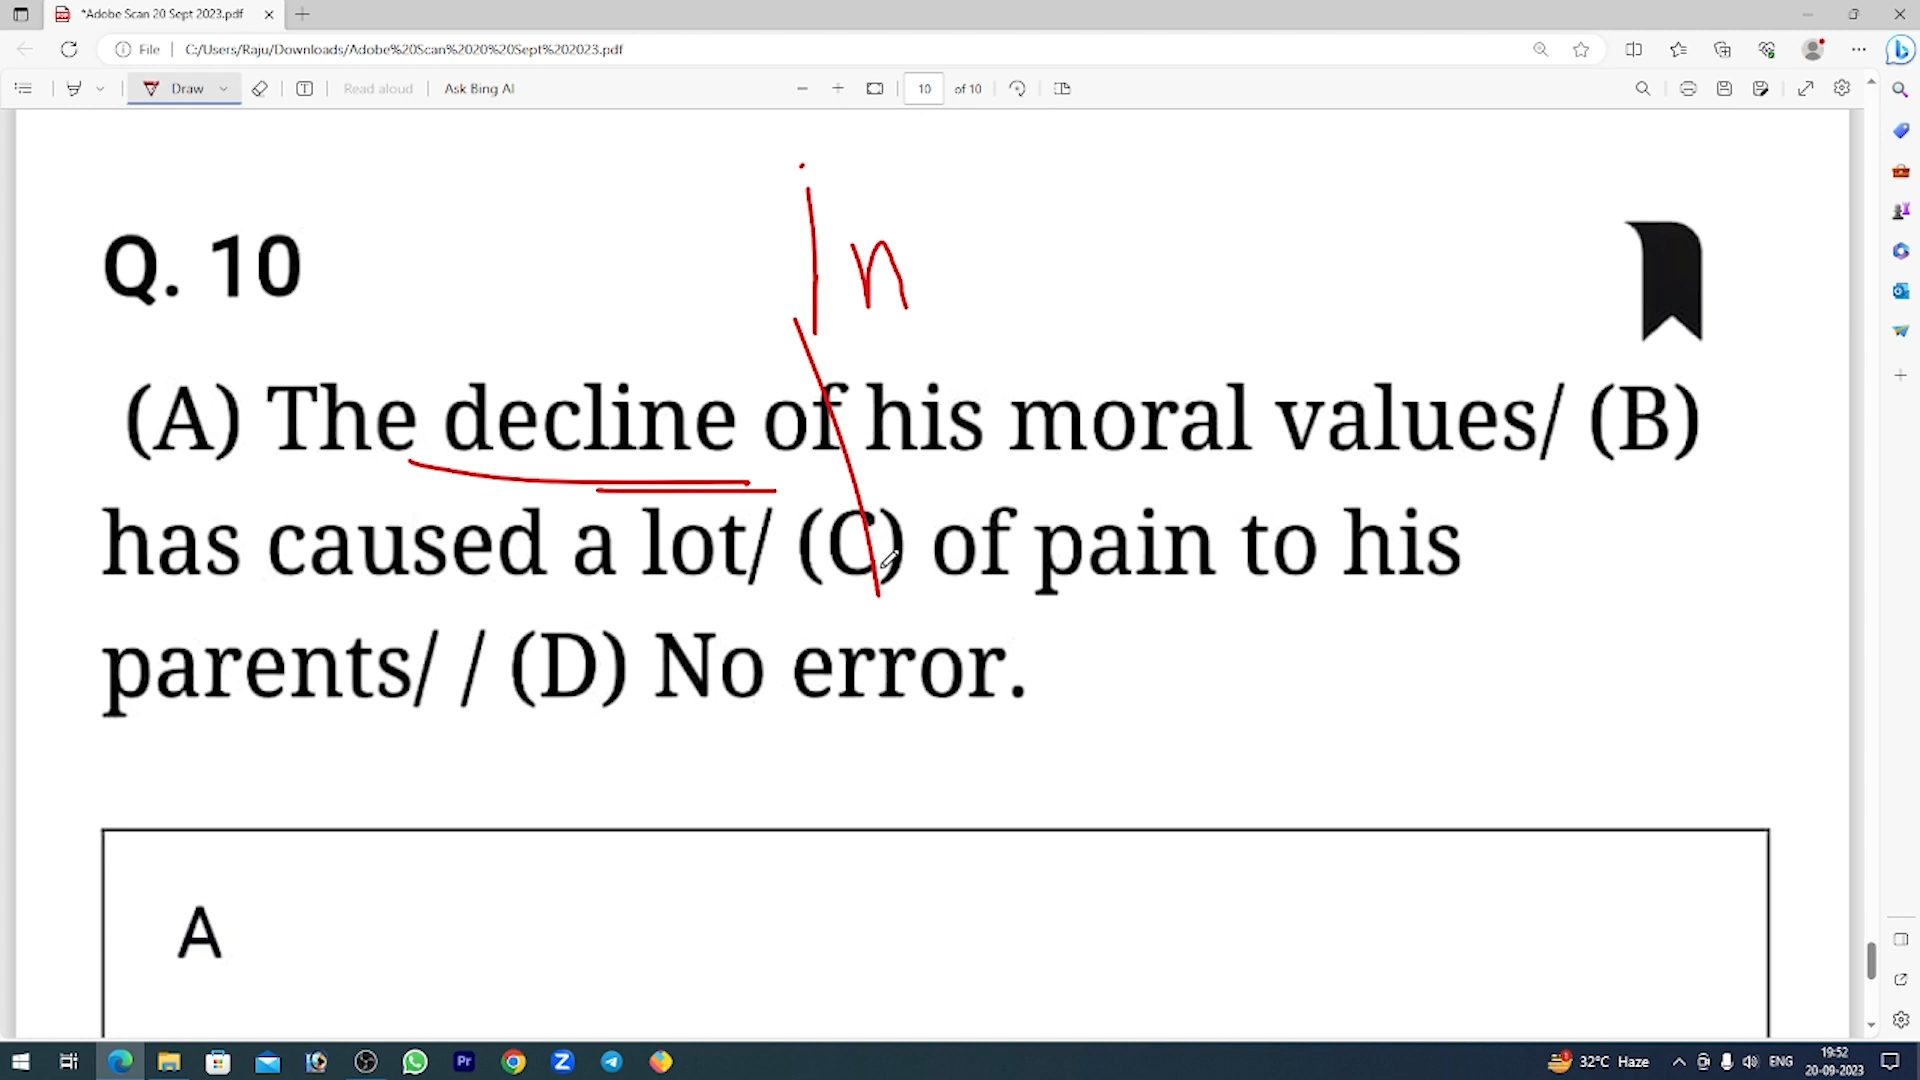 *Adobe Scan 20 Sept 2023.pdf
File C:/Users/Raju/Downloads/Adobe%20Scan%2020%20Sept%202023.pdf
Draw Read aloud Ask Bing AI 10 of 10
in
Q. 10
(A) The decline of his moral values/ (B)
has caused a lot/ (C) of pain to his
parents/ / (D) No error.
A
Pr
32°C Haze ENG 19:52
20-09-2023